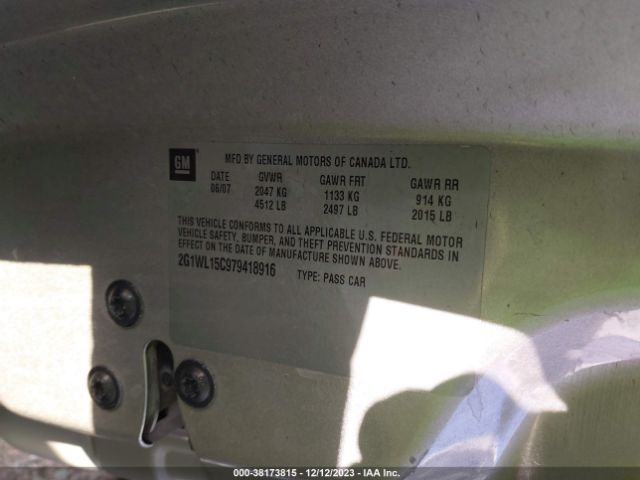 GM MFD BY GENERAL MOTORS OF CANADA LTD.
DATE GVWR GAWR FRT GAWR RR
06/07 2047 KG 1133 KG 914 KG
4512 LB 2497 LB 2015 LB
THIS VEHICLE CONFORMS TO ALL APPLICABLE U.S. FEDERAL MOTOR
VEHICLE SAFETY, BUMPER, AND THEFT PREVENTION STANDARDS IN
EFFECT ON THE DATE OF MANUFACTURE SHOWN ABOVE.
2G1WL15C979418916 TYPE: PASS CAR
000-38173815 - 12/12/2023 - IAA Inc.